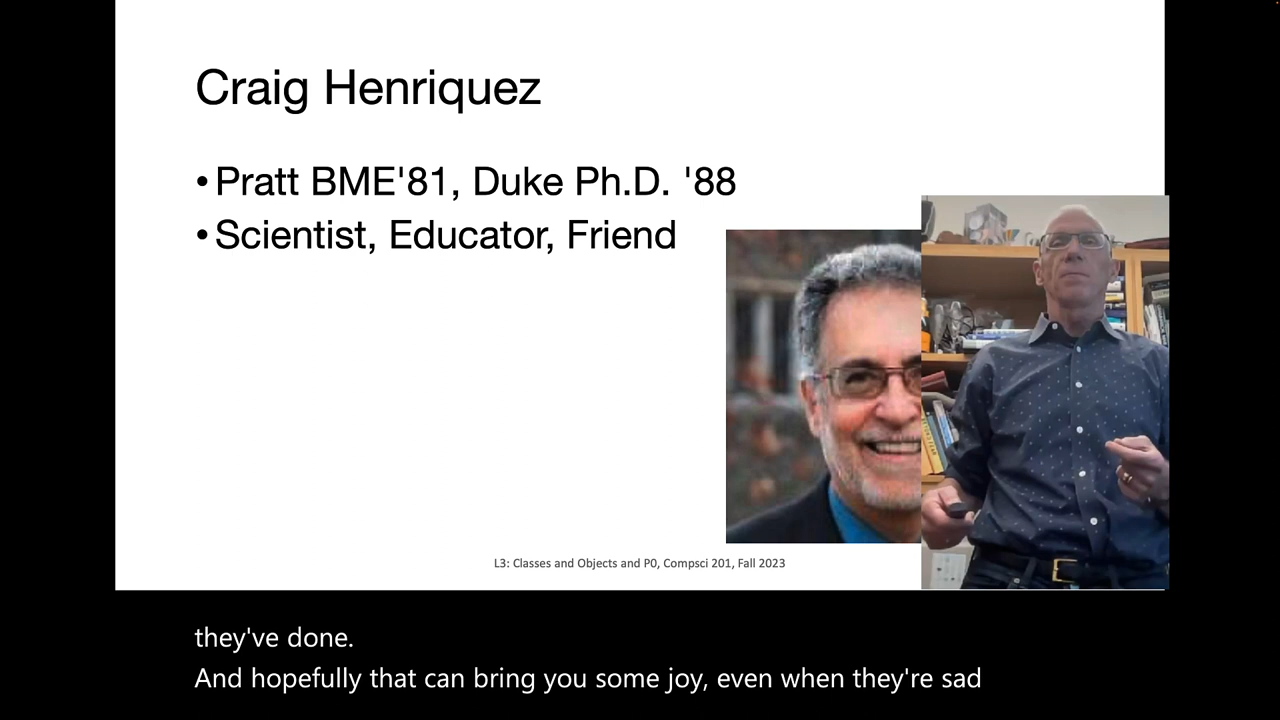 Craig Henriquez
•Pratt BME'81, Duke Ph.D. '88
•Scientist, Educator, Friend
L3: Classes and Objects and P0, Compsci 201, Fall 2023
they've done.
And hopefully that can bring you some joy, even when they're sad